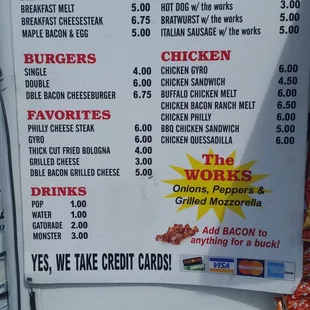 BREAKFAST MELT 5.00
BREAKFAST CHEESESTEAK 6.75
MAPLE BACON & EGG 5.00
HOT DOG w/ the works 3.00
BRATWURST w/ the works 5.00
ITALIAN SAUSAGE w/ the works 5.00
BURGERS
SINGLE 4.00
DOUBLE 6.00
DBLE BACON CHEESEBURGER 6.75
FAVORITES
PHILLY CHEESE STEAK 6.00
GYRO 6.00
THICK CUT FRIED BOLOGNA 4.00
GRILLED CHEESE 3.00
DBLE BACON GRILLED CHEESE 5.00
DRINKS
POP 1.00
WATER 1.00
GATORADE 2.00
MONSTER 3.00
CHICKEN
CHICKEN GYRO 6.00
CHICKEN SANDWICH 4.50
BUFFALO CHICKEN MELT 6.00
CHICKEN BACON RANCH MELT 6.50
CHICKEN PHILLY 6.00
BBQ CHICKEN SANDWICH 5.00
CHICKEN QUESSADILLA 6.00
The
WORKS
Onions, Peppers &
Grilled Mozzorella
Add BACON to
anything for a buck!
YES, WE TAKE CREDIT CARDS!
VISA